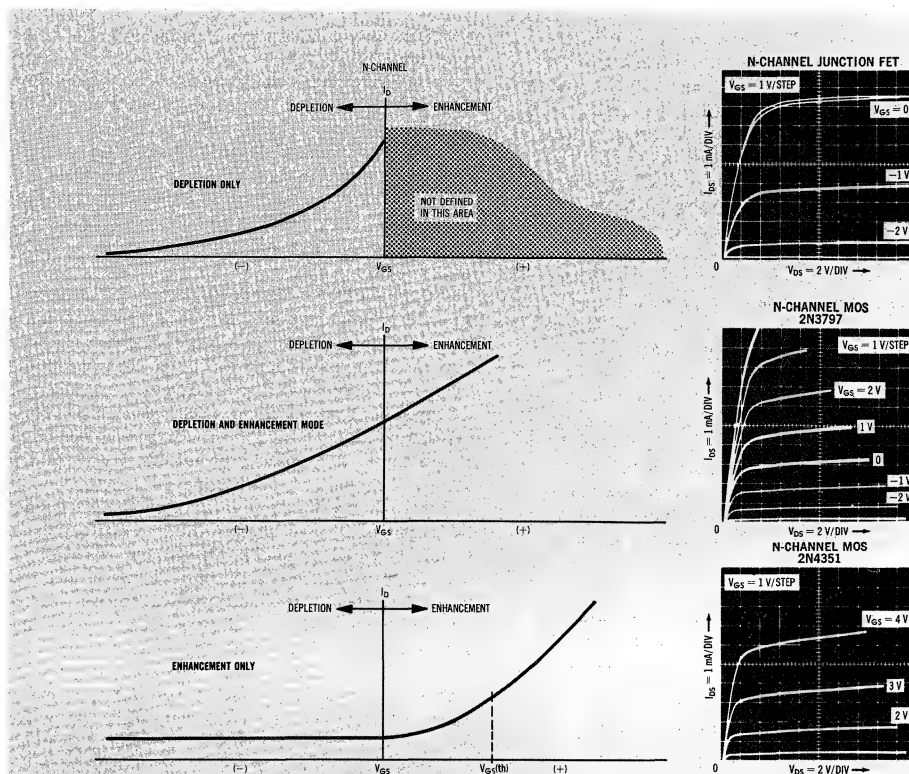 N-CHANNEL
I_D
DEPLETION ENHANCEMENT
DEPLETION ONLY
NOT DEFINED
IN THIS AREA
(−) V_GS (+)
N-CHANNEL JUNCTION FET
V_GS = 1 V/STEP
V_GS = 0
−1 V
−2 V
I_DS = 1 mA/DIV
0
V_DS = 2 V/DIV
I_D
DEPLETION ENHANCEMENT
DEPLETION AND ENHANCEMENT MODE
(−) V_GS (+)
N-CHANNEL MOS
2N3797
V_GS = 1 V/STEP
V_GS = 2 V
1 V
0
−1 V
−2 V
I_DS = 1 mA/DIV
0
V_DS = 2 V/DIV
I_D
DEPLETION ENHANCEMENT
ENHANCEMENT ONLY
(−) V_GS V_GS(th) (+)
N-CHANNEL MOS
2N4351
V_GS = 1 V/STEP
V_GS = 4 V
3 V
2 V
I_DS = 1 mA/DIV
0
V_DS = 2 V/DIV